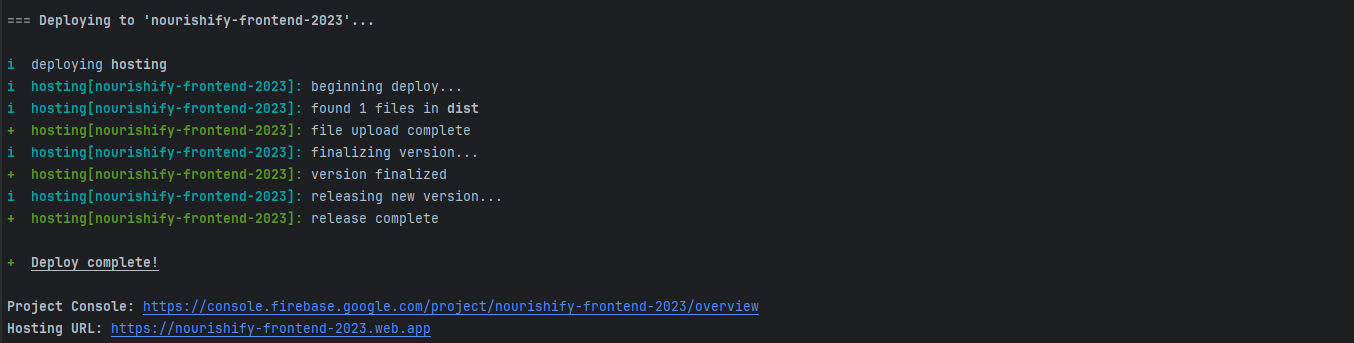 === Deploying to 'nourishify-frontend-2023'...
i  deploying hosting
i  hosting[nourishify-frontend-2023]: beginning deploy...
i  hosting[nourishify-frontend-2023]: found 1 files in dist
+  hosting[nourishify-frontend-2023]: file upload complete
i  hosting[nourishify-frontend-2023]: finalizing version...
+  hosting[nourishify-frontend-2023]: version finalized
i  hosting[nourishify-frontend-2023]: releasing new version...
+  hosting[nourishify-frontend-2023]: release complete
+  Deploy complete!
Project Console: https://console.firebase.google.com/project/nourishify-frontend-2023/overview
Hosting URL: https://nourishify-frontend-2023.web.app